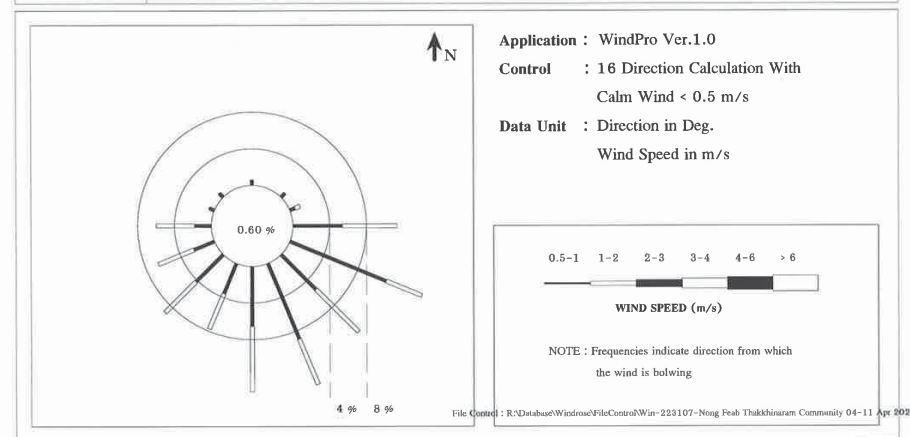 N
0.60 %
4 % 8 %
Application : WindPro Ver.1.0
Control : 16 Direction Calculation With
Calm Wind < 0.5 m/s
Data Unit : Direction in Deg.
Wind Speed in m/s
0.5-1 1-2 2-3 3-4 4-6 > 6
WIND SPEED (m/s)
NOTE : Frequencies indicate direction from which
the wind is bolwing
File Control : R:\Database\Windrose\FileControl\Win-223107-Nong Feab Thakkhinaram Community 04-11 Apr 202